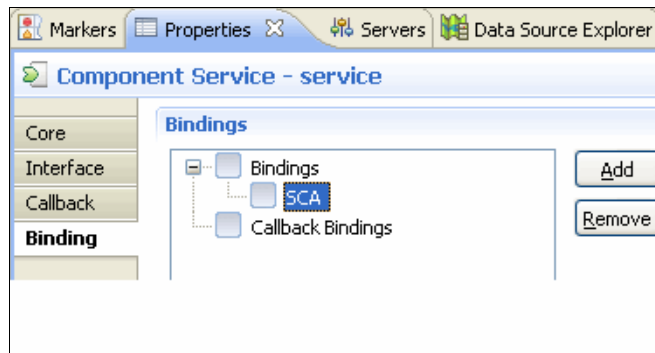 Markers Properties Servers Data Source Explorer
Component Service - service
Bindings
Core
Interface
Callback
Binding
Bindings
SCA
Callback Bindings
Add
Remove